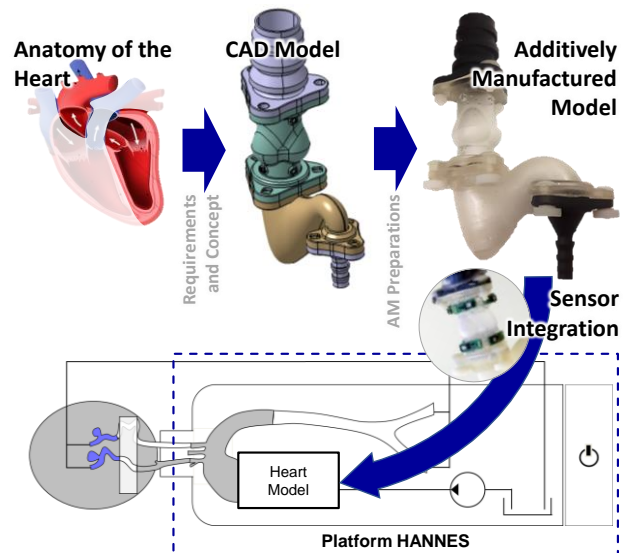 Anatomy of the
Heart
CAD Model
Additively
Manufactured
Model
Requirements
and Concept
AM Preparations
Sensor
Integration
Heart
Model
Platform HANNES